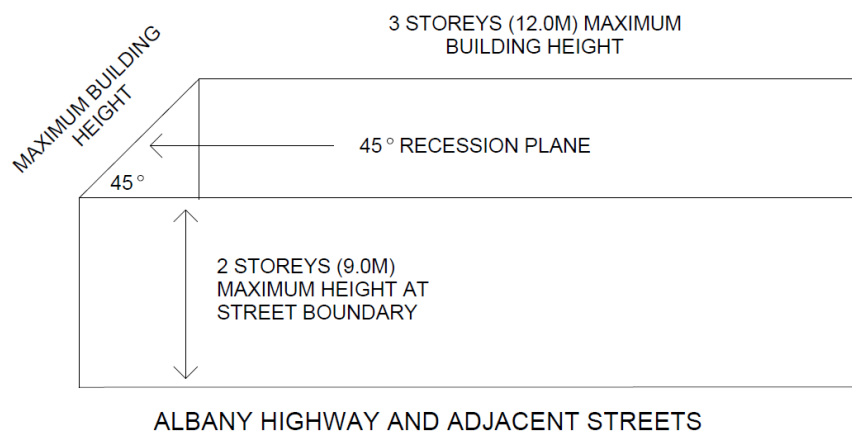 3 STOREYS (12.0M) MAXIMUM
BUILDING HEIGHT
MAXIMUM BUILDING
HEIGHT
45° RECESSION PLANE
45°
2 STOREYS (9.0M)
MAXIMUM HEIGHT AT
STREET BOUNDARY
ALBANY HIGHWAY AND ADJACENT STREETS